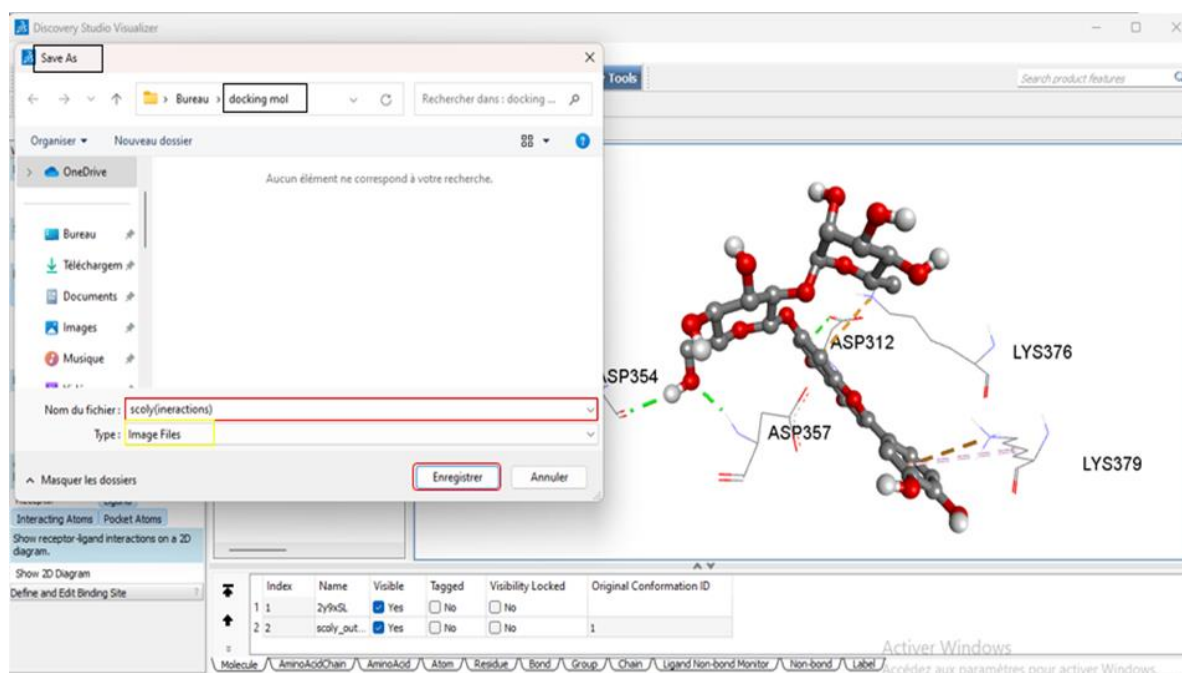 Discovery Studio Visualizer
Save As
Tools
Search product features
Bureau > docking mol
Rechercher dans : docking ...
Organiser
Nouveau dossier
OneDrive
Aucun élément ne correspond à votre recherche.
Bureau
Téléchargem
Documents
Images
Musique
Nom du fichier : scoly(ineractions)
Type : Image Files
Masquer les dossiers
Enregistrer
Annuler
ASP312
LYS376
ASP354
ASP357
LYS379
Interacting Atoms Pocket Atoms
Show receptor-ligand interactions on a 2D
diagram.
Show 2D Diagram
Define and Edit Binding Site
Index Name Visible Tagged Visibility Locked Original Conformation ID
1 1 2y9xSL Yes No No
2 2 scoly_out... Yes No No 1
Molecule AminoAcidChain AminoAcid Atom Residue Bond Group Chain Ligand Non-bond Monitor Non-bond Label
Activer Windows
Accédez aux paramètres pour activer Windows.